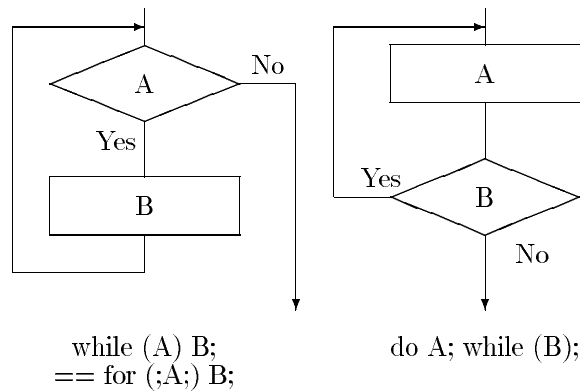 A
No
Yes
B
while (A) B;
== for (;A;) B;
A
Yes
B
No
do A; while (B);